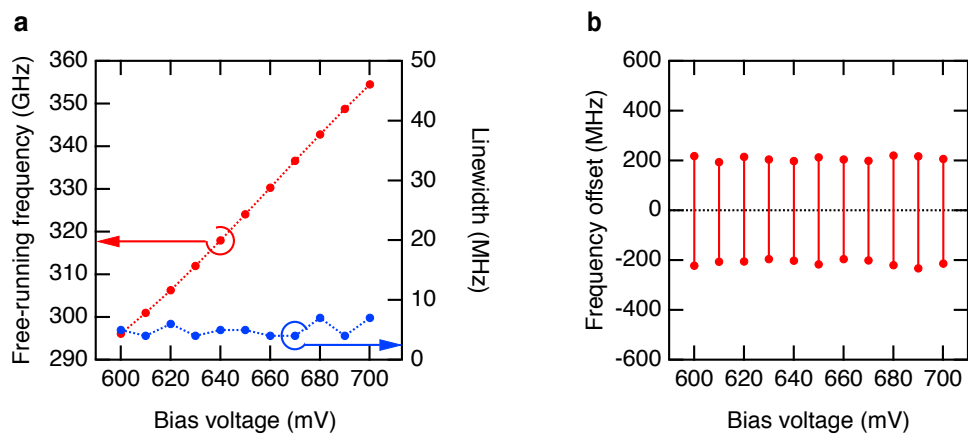 a
Free-running frequency (GHz)
360
350
340
330
320
310
300
290
50
40
30
20
10
0
Linewidth (MHz)
600 620 640 660 680 700
Bias voltage (mV)
b
Frequency offset (MHz)
600
400
200
0
-200
-400
-600
600 620 640 660 680 700
Bias voltage (mV)